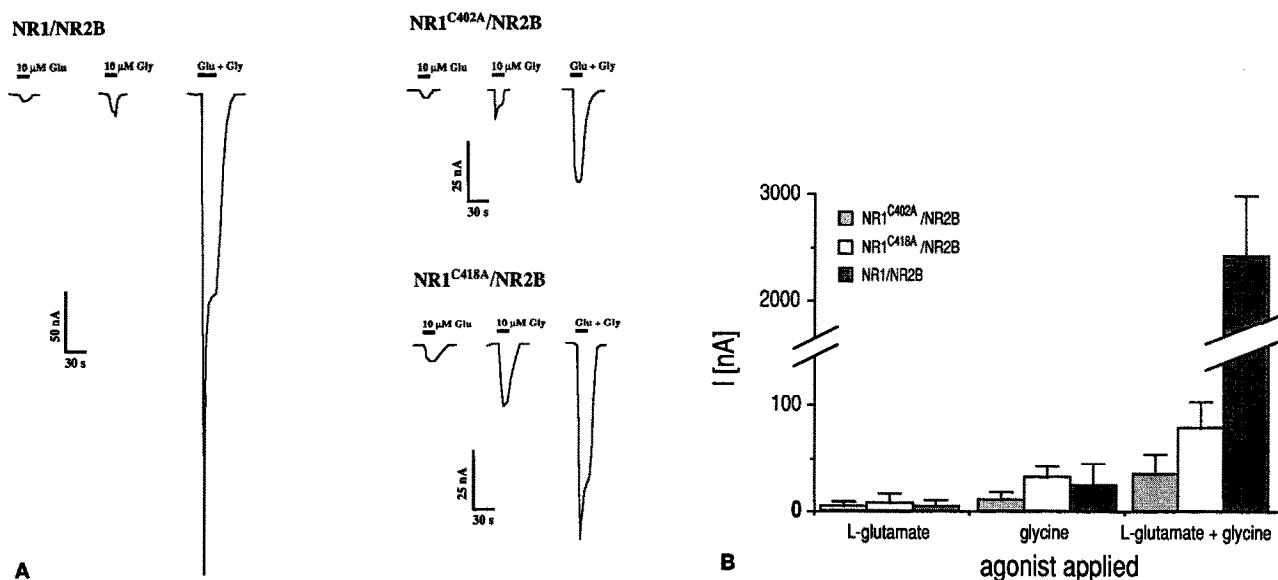 NR1/NR2B
10 µM Glu
10 µM Gly
Glu + Gly
50 nA
30 s
A
NR1C402A/NR2B
10 µM Glu
10 µM Gly
Glu + Gly
25 nA
30 s
NR1C418A/NR2B
10 µM Glu
10 µM Gly
Glu + Gly
25 nA
30 s
B
I [nA]
3000
2000
100
0
NR1C402A /NR2B
NR1C418A /NR2B
NR1/NR2B
L-glutamate
glycine
L-glutamate + glycine
agonist applied